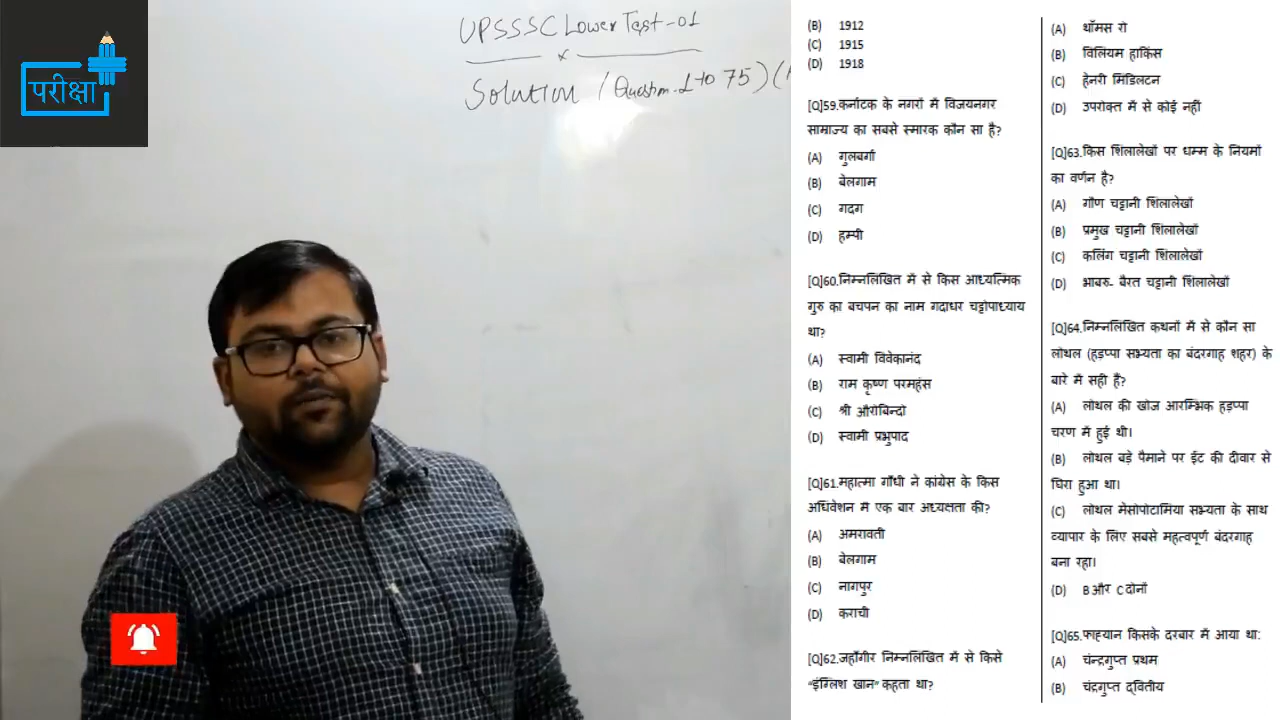 परीक्षा
UPSSSC Lower Test-01
x
Solution (Question-1 to 75)
(B) 1912
(C) 1915
(D) 1918
[Q]59.कर्नाटक के नगरों में विजयनगर
साम्राज्य का सबसे स्मारक कौन सा है?
(A) गुलबर्गा
(B) बेलगाम
(C) गदग
(D) हम्पी
[Q]60.निम्नलिखित में से किस आध्यत्मिक
गुरु का बचपन का नाम गदाधर चट्टोपाध्याय
था?
(A) स्वामी विवेकानंद
(B) राम कृष्ण परमहंस
(C) श्री औरोबिन्दो
(D) स्वामी प्रभुपाद
[Q]61.महात्मा गाँधी ने कांग्रेस के किस
अधिवेशन में एक बार अध्यक्षता की?
(A) अमरावती
(B) बेलगाम
(C) नागपुर
(D) कराची
[Q]62.जहाँगीर निम्नलिखित में से किसे
"इंग्लिश खान" कहता था?
(A) थॉमस रो
(B) विलियम हाकिंस
(C) हेनरी मिडिलटन
(D) उपरोक्त में से कोई नहीं
[Q]63.किस शिलालेखों पर धम्म के नियमों
का वर्णन है?
(A) गौण चट्टानी शिलालेखों
(B) प्रमुख चट्टानी शिलालेखों
(C) कलिंग चट्टानी शिलालेखों
(D) भाबरु- बैरत चट्टानी शिलालेखों
[Q]64.निम्नलिखित कथनों में से कौन सा
लोथल (हड़प्पा सभ्यता का बंदरगाह शहर) के
बारे में सही हैं?
(A) लोथल की खोज आरम्भिक हड़प्पा
चरण में हुई थी।
(B) लोथल बड़े पैमाने पर ईंट की दीवार से
घिरा हुआ था।
(C) लोथल मेसोपोटामिया सभ्यता के साथ
व्यापार के लिए सबसे महत्वपूर्ण बंदरगाह
बना रहा।
(D) B और C दोनों
[Q]65.फाह्यान किसके दरबार में आया था:
(A) चंन्द्रगुप्त प्रथम
(B) चंद्रगुप्त द्वितीय